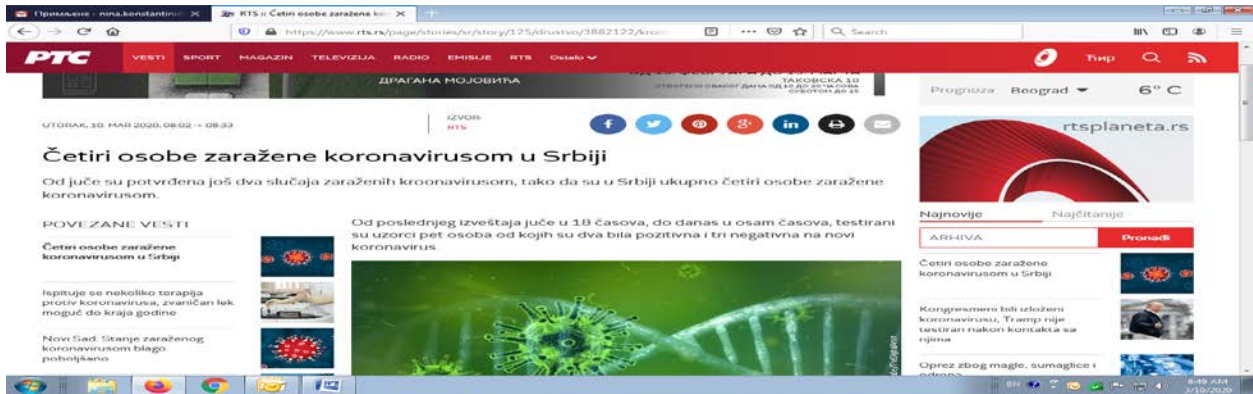 Примљене - nina.konstantinic
RTS :: Četiri osobe zaražene ko
https://www.rts.rs/page/stories/sr/story/125/drustvo/3882122/kron
Search
РТС
VESTI SPORT MAGAZIN TELEVIZIJA RADIO EMISIJE RTS Ostalo
Ћир
ДРАГАНА МОЈОВИЋА
ТАКОВСКА 10
Prognoza Beograd 6° C
UTORAK, 10. MAR 2020, 08:02 -> 08:33
IZVOR:
RTS
rtsplaneta.rs
Četiri osobe zaražene koronavirusom u Srbiji
Od juče su potvrđena još dva slučaja zaraženih kroonavirusom, tako da su u Srbiji ukupno četiri osobe zaražene
koronavirusom.
POVEZANE VESTI
Četiri osobe zaražene
koronavirusom u Srbiji
Ispituje se nekoliko terapija
protiv koronavirusa, zvaničan lek
moguć do kraja godine
Novi Sad: Stanje zaraženog
koronavirusom blago
poboljšano
Od poslednjeg izveštaja juče u 18 časova, do danas u osam časova, testirani
su uzorci pet osoba od kojih su dva bila pozitivna i tri negativna na novi
koronavirus.
Najnovije Najčitanije
ARHIVA Pronađi
Četiri osobe zaražene
koronavirusom u Srbiji
Kongresmeni bili izloženi
koronavirusu, Tramp nije
testiran nakon kontakta sa
njima
Oprez zbog magle, sumaglice i
odrona
EN
8:49 AM
3/10/2020